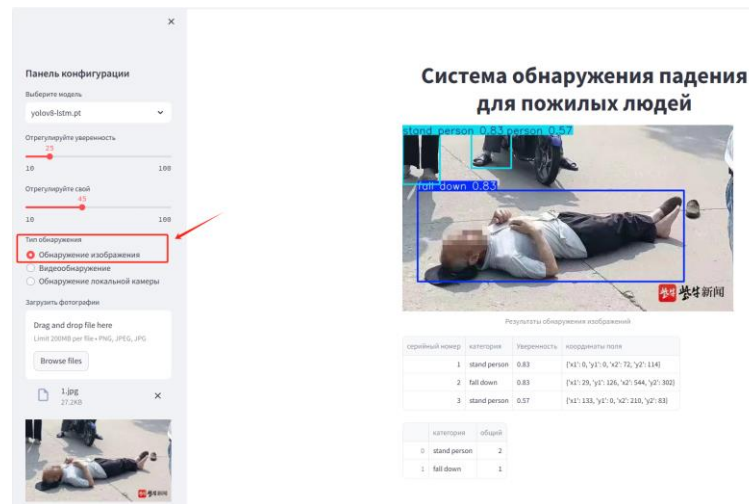 ×
Панель конфигурации
Выберите модель
yolov8-lstm.pt
Отрегулируйте уверенность
25
10 100
Отрегулируйте свой
45
10 100
Тип обнаружения
Обнаружение изображения
Видеообнаружение
Обнаружение локальной камеры
Загрузить фотографии
Drag and drop file here
Limit 200MB per file • PNG, JPEG, JPG
Browse files
1.jpg
27.2KB
×
Система обнаружения падения
для пожилых людей
stand person 0.83 person 0.57
fall down 0.83
紫牛新闻
Результаты обнаружения изображений
серийный номер категория Уверенность координаты поля
1 stand person 0.83 {'x1': 0, 'y1': 0, 'x2': 72, 'y2': 114}
2 fall down 0.83 {'x1': 29, 'y1': 126, 'x2': 544, 'y2': 302}
3 stand person 0.57 {'x1': 133, 'y1': 0, 'x2': 210, 'y2': 83}
категория общий
0 stand person 2
1 fall down 1